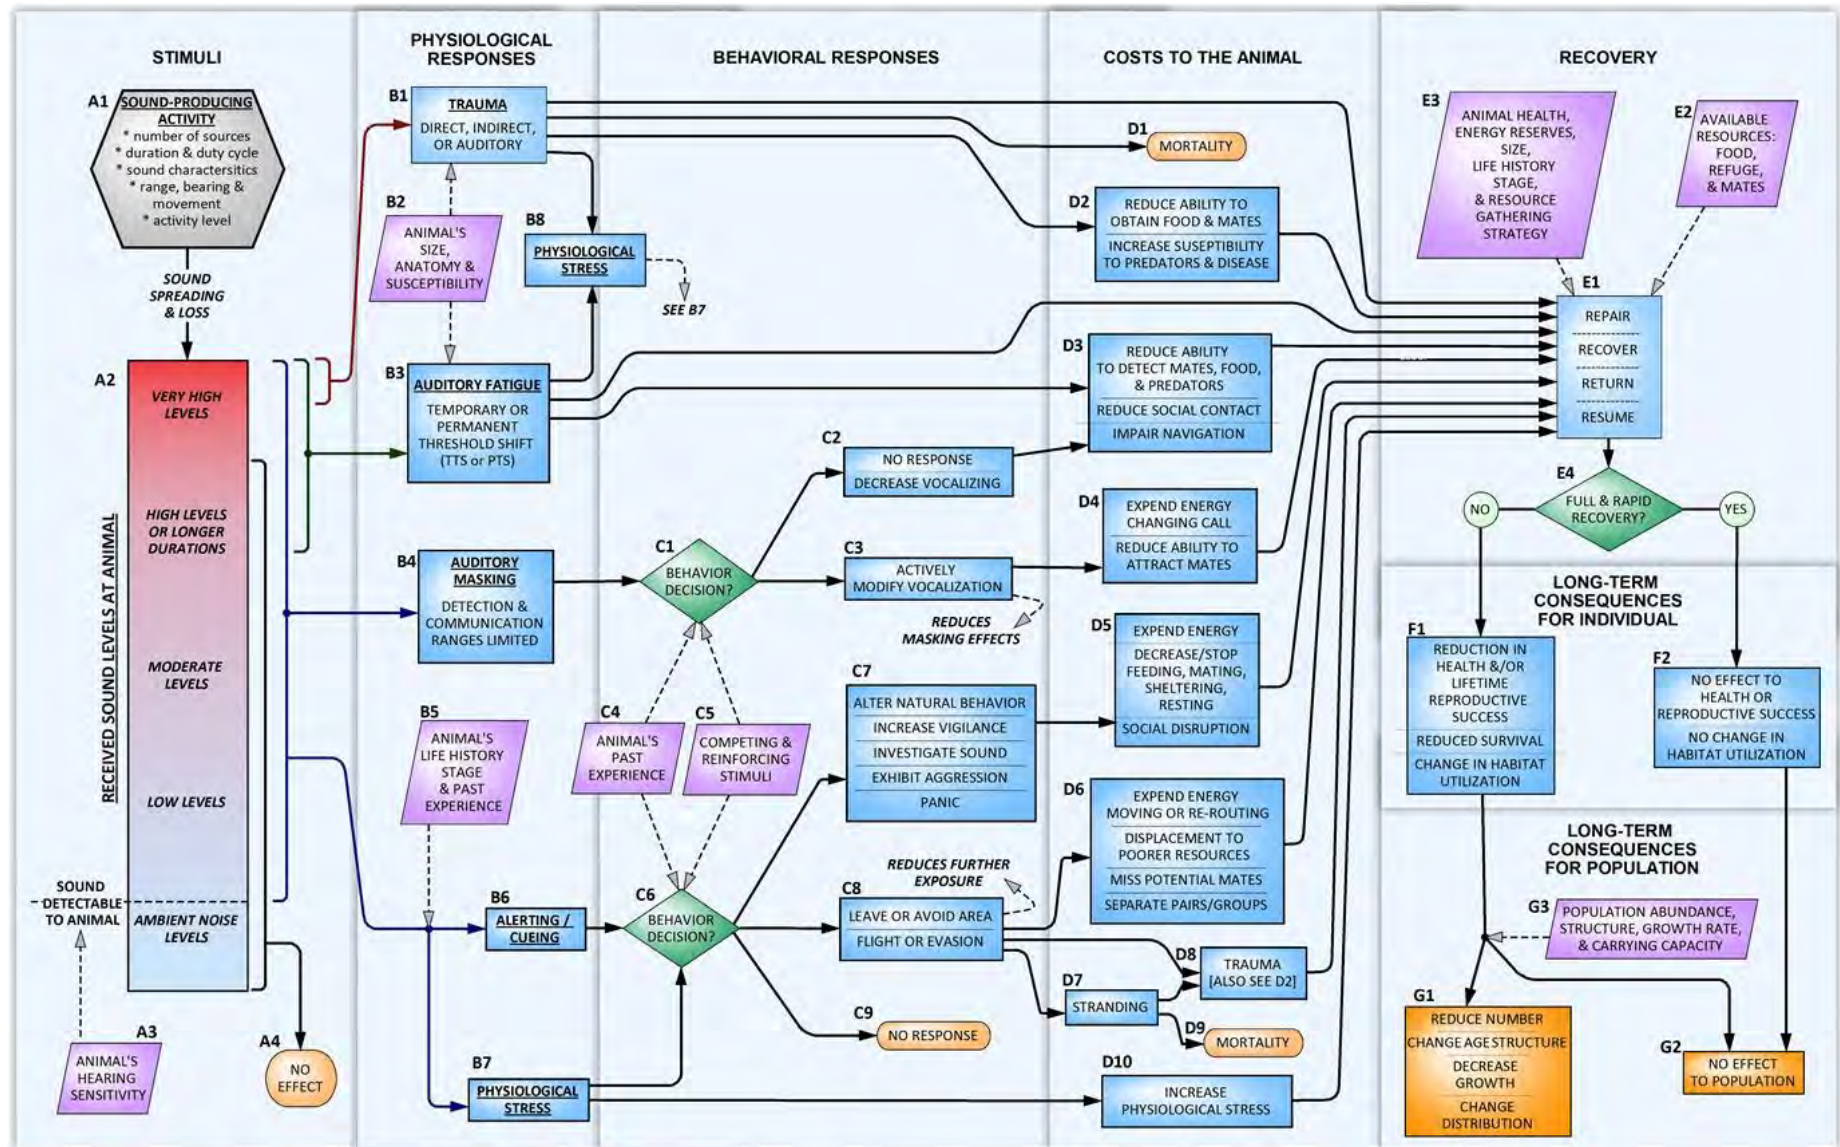 STIMULI
A1
SOUND-PRODUCING
ACTIVITY
* number of sources
* duration & duty cycle
* sound charactersitics
* range, bearing &
movement
* activity level
SOUND
SPREADING
& LOSS
A2
RECEIVED SOUND LEVELS AT ANIMAL
VERY HIGH
LEVELS
HIGH LEVELS
OR LONGER
DURATIONS
MODERATE
LEVELS
LOW LEVELS
SOUND
DETECTABLE
TO ANIMAL
AMBIENT NOISE
LEVELS
A3
ANIMAL'S
HEARING
SENSITIVITY
A4
NO
EFFECT
PHYSIOLOGICAL
RESPONSES
B1
TRAUMA
DIRECT, INDIRECT,
OR AUDITORY
B2
ANIMAL'S
SIZE,
ANATOMY &
SUSCEPTIBILITY
B8
PHYSIOLOGICAL
STRESS
SEE B7
B3
AUDITORY FATIGUE
TEMPORARY OR
PERMANENT
THRESHOLD SHIFT
(TTS or PTS)
B4
AUDITORY
MASKING
DETECTION &
COMMUNICATION
RANGES LIMITED
B5
ANIMAL'S
LIFE HISTORY
STAGE
& PAST
EXPERIENCE
B6
ALERTING /
CUEING
B7
PHYSIOLOGICAL
STRESS
BEHAVIORAL RESPONSES
C1
BEHAVIOR
DECISION?
C2
NO RESPONSE
DECREASE VOCALIZING
C3
ACTIVELY
MODIFY VOCALIZATION
REDUCES
MASKING EFFECTS
C4
ANIMAL'S
PAST
EXPERIENCE
C5
COMPETING &
REINFORCING
STIMULI
C6
BEHAVIOR
DECISION?
C7
ALTER NATURAL BEHAVIOR
INCREASE VIGILANCE
INVESTIGATE SOUND
EXHIBIT AGGRESSION
PANIC
REDUCES FURTHER
EXPOSURE
C8
LEAVE OR AVOID AREA
FLIGHT OR EVASION
C9
NO RESPONSE
COSTS TO THE ANIMAL
D1
MORTALITY
D2
REDUCE ABILITY TO
OBTAIN FOOD & MATES
INCREASE SUSEPTIBILITY
TO PREDATORS & DISEASE
D3
REDUCE ABILITY
TO DETECT MATES, FOOD,
& PREDATORS
REDUCE SOCIAL CONTACT
IMPAIR NAVIGATION
D4
EXPEND ENERGY
CHANGING CALL
REDUCE ABILITY TO
ATTRACT MATES
D5
EXPEND ENERGY
DECREASE/STOP
FEEDING, MATING,
SHELTERING,
RESTING
SOCIAL DISRUPTION
D6
EXPEND ENERGY
MOVING OR RE-ROUTING
DISPLACEMENT TO
POORER RESOURCES
MISS POTENTIAL MATES
SEPARATE PAIRS/GROUPS
D7
STRANDING
D8
TRAUMA
[ALSO SEE D2]
D9
MORTALITY
D10
INCREASE
PHYSIOLOGICAL STRESS
RECOVERY
E3
ANIMAL HEALTH,
ENERGY RESERVES,
SIZE,
LIFE HISTORY
STAGE,
& RESOURCE
GATHERING
STRATEGY
E2
AVAILABLE
RESOURCES:
FOOD,
REFUGE,
& MATES
E1
REPAIR
RECOVER
RETURN
RESUME
E4
FULL & RAPID
RECOVERY?
NO
YES
LONG-TERM
CONSEQUENCES
FOR INDIVIDUAL
F1
REDUCTION IN
HEALTH &/OR
LIFETIME
REPRODUCTIVE
SUCCESS
REDUCED SURVIVAL
CHANGE IN HABITAT
UTILIZATION
F2
NO EFFECT TO
HEALTH OR
REPRODUCTIVE SUCCESS
NO CHANGE IN
HABITAT UTILIZATION
LONG-TERM
CONSEQUENCES
FOR POPULATION
G3
POPULATION ABUNDANCE,
STRUCTURE, GROWTH RATE,
& CARRYING CAPACITY
G1
REDUCE NUMBER
CHANGE AGE STRUCTURE
DECREASE
GROWTH
CHANGE
DISTRIBUTION
G2
NO EFFECT
TO POPULATION